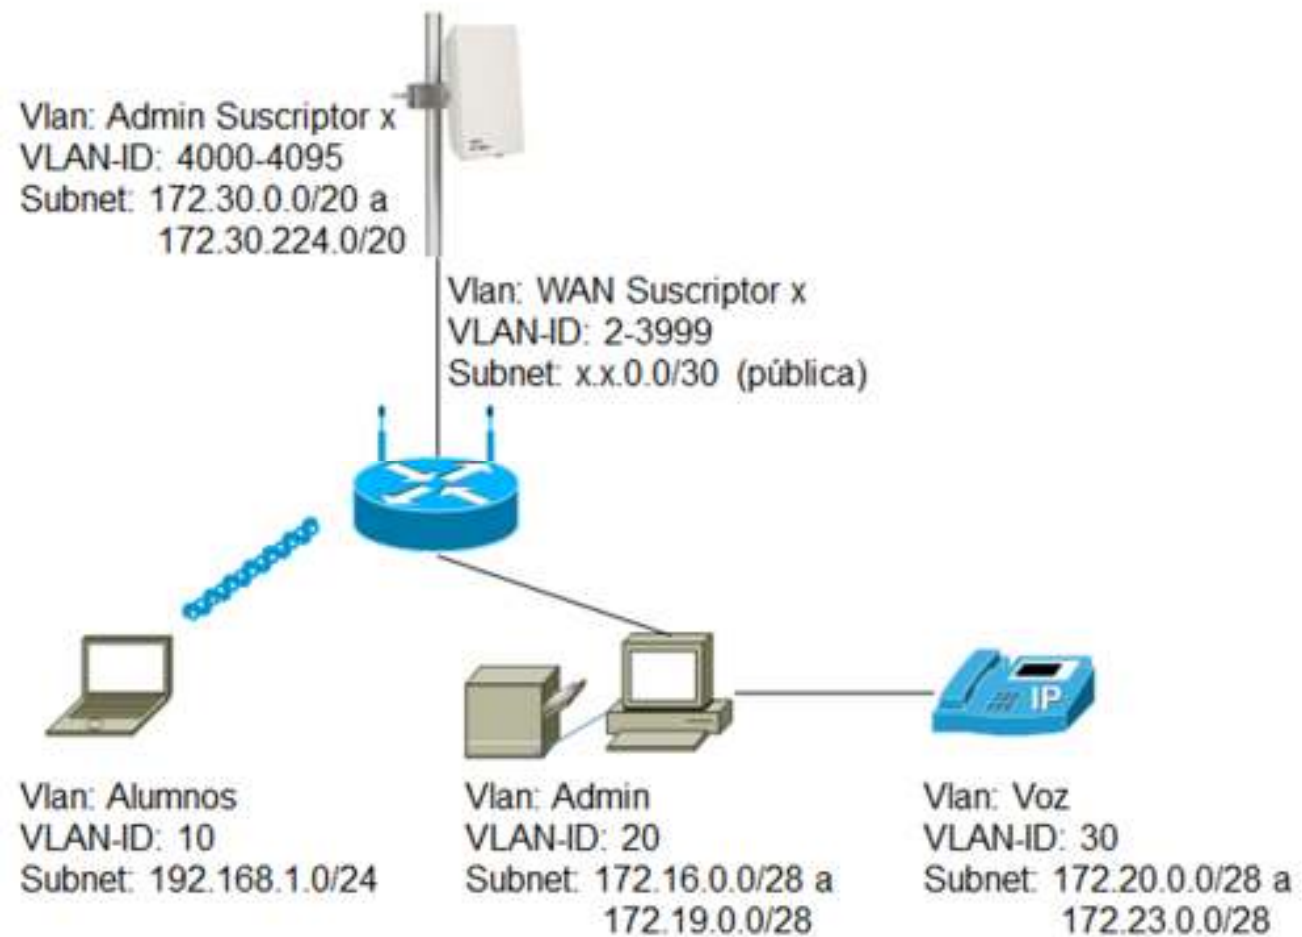 Vlan: Admin Suscriptor x
VLAN-ID: 4000-4095
Subnet: 172.30.0.0/20 a
172.30.224.0/20
Vlan: WAN Suscriptor x
VLAN-ID: 2-3999
Subnet: x.x.0.0/30 (pública)
Vlan: Alumnos
VLAN-ID: 10
Subnet: 192.168.1.0/24
Vlan: Admin
VLAN-ID: 20
Subnet: 172.16.0.0/28 a
172.19.0.0/28
IP
Vlan: Voz
VLAN-ID: 30
Subnet: 172.20.0.0/28 a
172.23.0.0/28